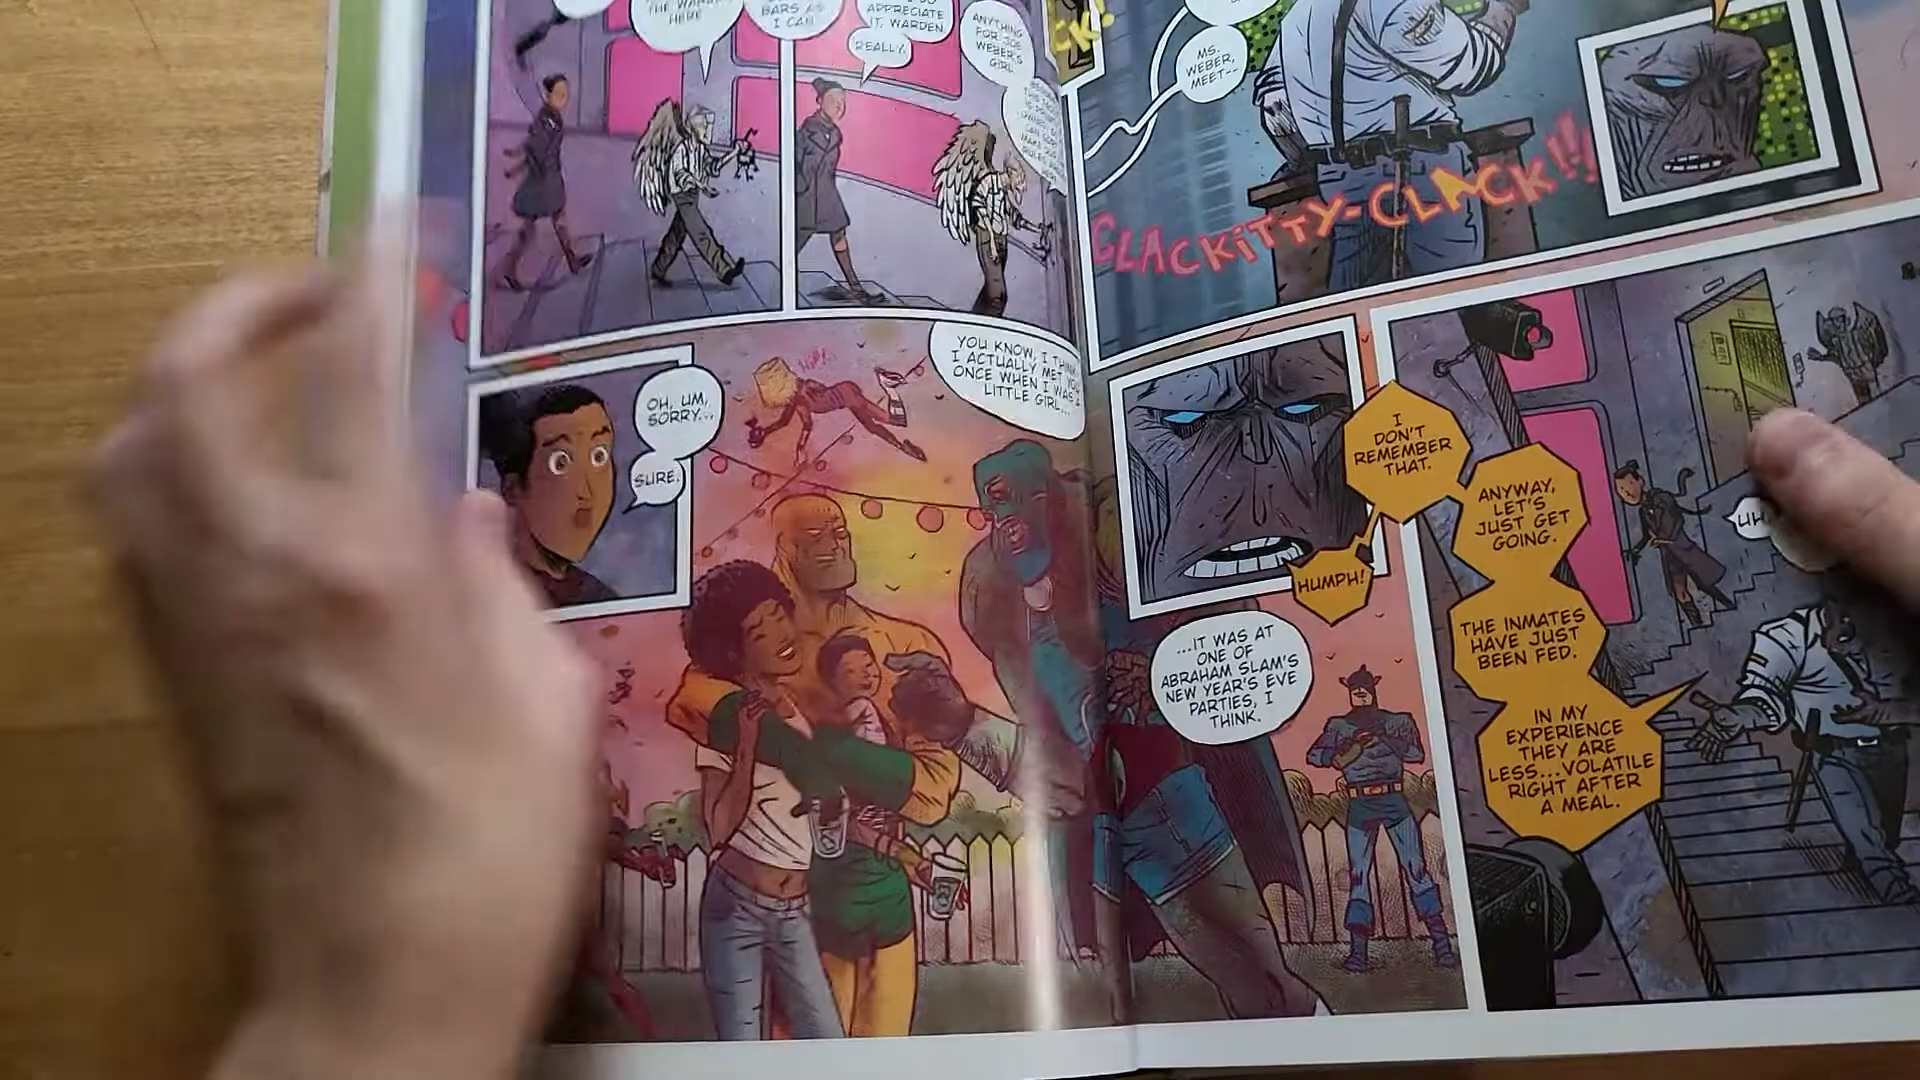 THE WARDEN
HERE
BARS AS
I CAN
APPRECIATE
IT, WARDEN
REALLY.
ANYTHING
FOR JOE
WEBER'S
GIRL
OH, UM,
SORRY...
SURE.
YOU KNOW, I THINK
I ACTUALLY MET YOU
ONCE WHEN I WAS A
LITTLE GIRL...
CK!
MS.
WEBER,
MEET--
CLACKITTY-CLACK!!!
I
DON'T
REMEMBER
THAT.
HUMPH!
ANYWAY,
LET'S
JUST GET
GOING.
THE INMATES
HAVE JUST
BEEN FED.
IN MY
EXPERIENCE
THEY ARE
LESS...VOLATILE
RIGHT AFTER
A MEAL.
...IT WAS AT
ONE OF
ABRAHAM SLAM'S
NEW YEAR'S EVE
PARTIES, I
THINK.
UH